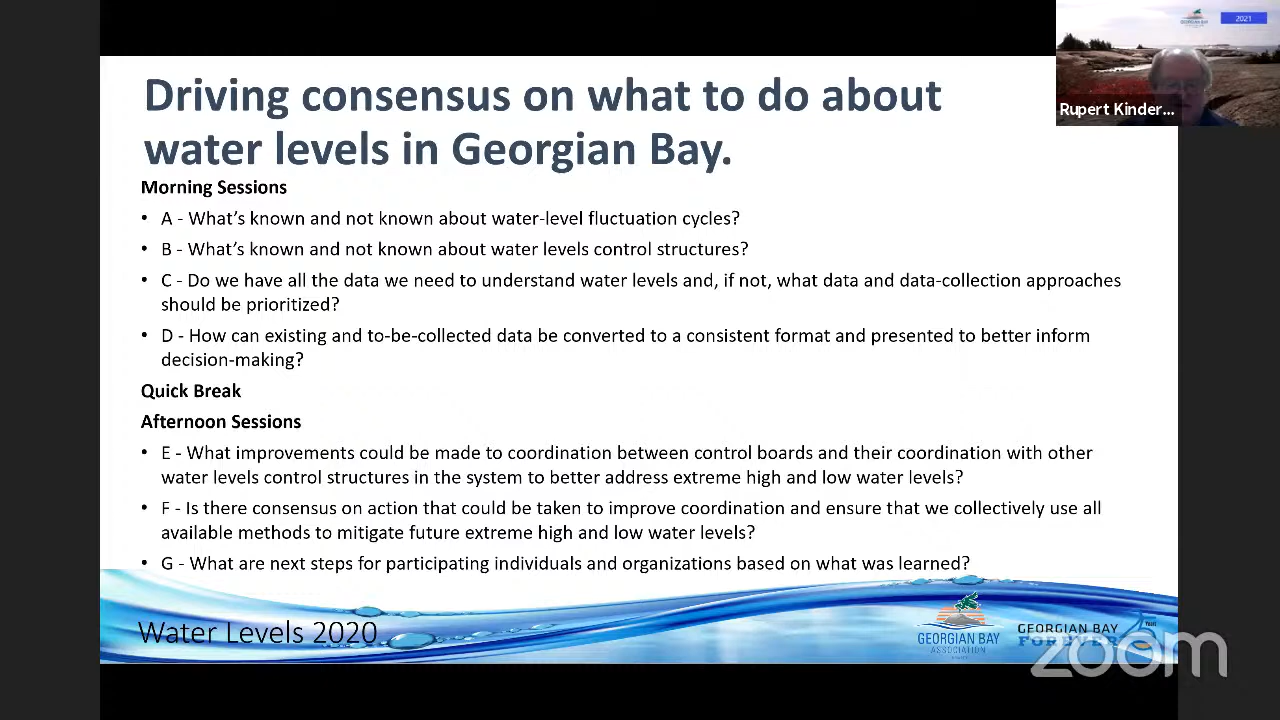 2021
Rupert Kinder...
Driving consensus on what to do about
water levels in Georgian Bay.
Morning Sessions
• A - What's known and not known about water-level fluctuation cycles?
• B - What's known and not known about water levels control structures?
• C - Do we have all the data we need to understand water levels and, if not, what data and data-collection approaches
should be prioritized?
• D - How can existing and to-be-collected data be converted to a consistent format and presented to better inform
decision-making?
Quick Break
Afternoon Sessions
• E - What improvements could be made to coordination between control boards and their coordination with other
water levels control structures in the system to better address extreme high and low water levels?
• F - Is there consensus on action that could be taken to improve coordination and ensure that we collectively use all
available methods to mitigate future extreme high and low water levels?
• G - What are next steps for participating individuals and organizations based on what was learned?
Water Levels 2020
GEORGIAN BAY
ASSOCIATION
GEORGIAN BAY
FOREVER
zoom